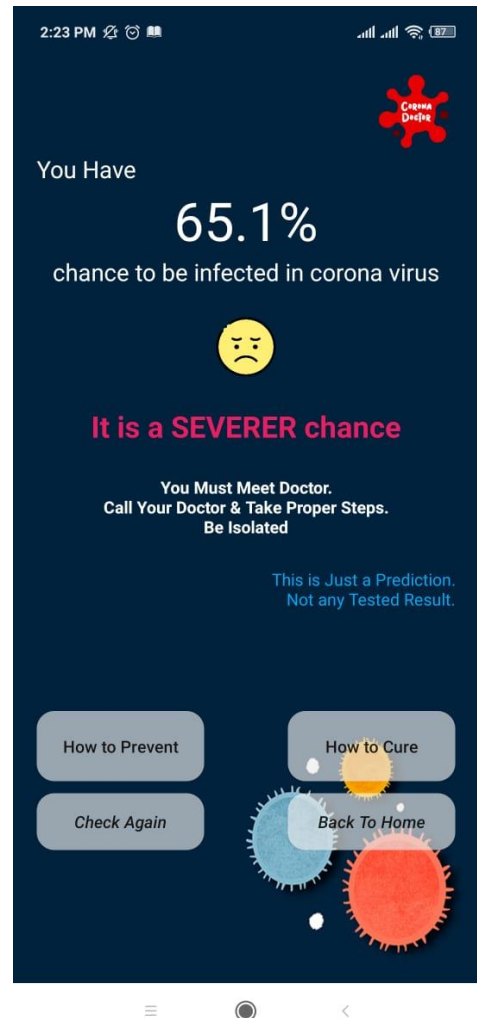 2:23 PM
87
CORONA
DOCTOR
You Have
65.1%
chance to be infected in corona virus
It is a SEVERER chance
You Must Meet Doctor.
Call Your Doctor & Take Proper Steps.
Be Isolated
This is Just a Prediction.
Not any Tested Result.
How to Prevent
How to Cure
Check Again
Back To Home